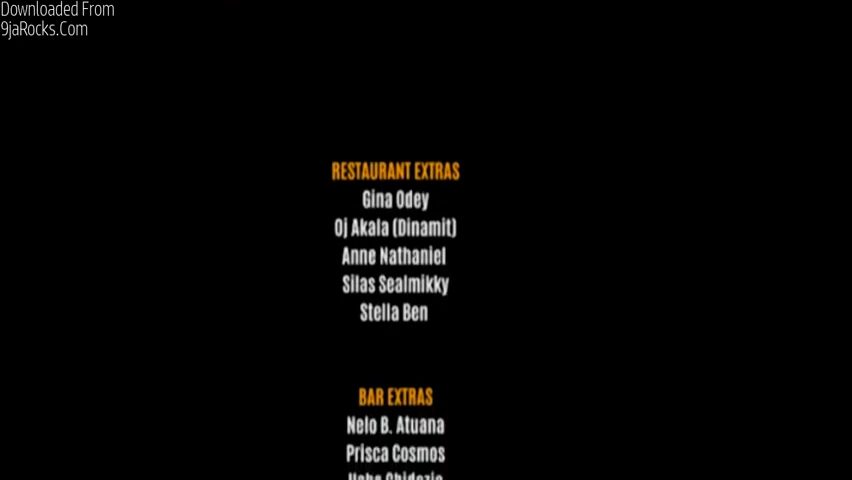 Downloaded From
9jaRocks.Com
RESTAURANT EXTRAS
Gina Odey
Oj Akala (Dinamit)
Anne Nathaniel
Silas Sealmikky
Stella Ben
BAR EXTRAS
Nelo B. Atuana
Prisca Cosmos